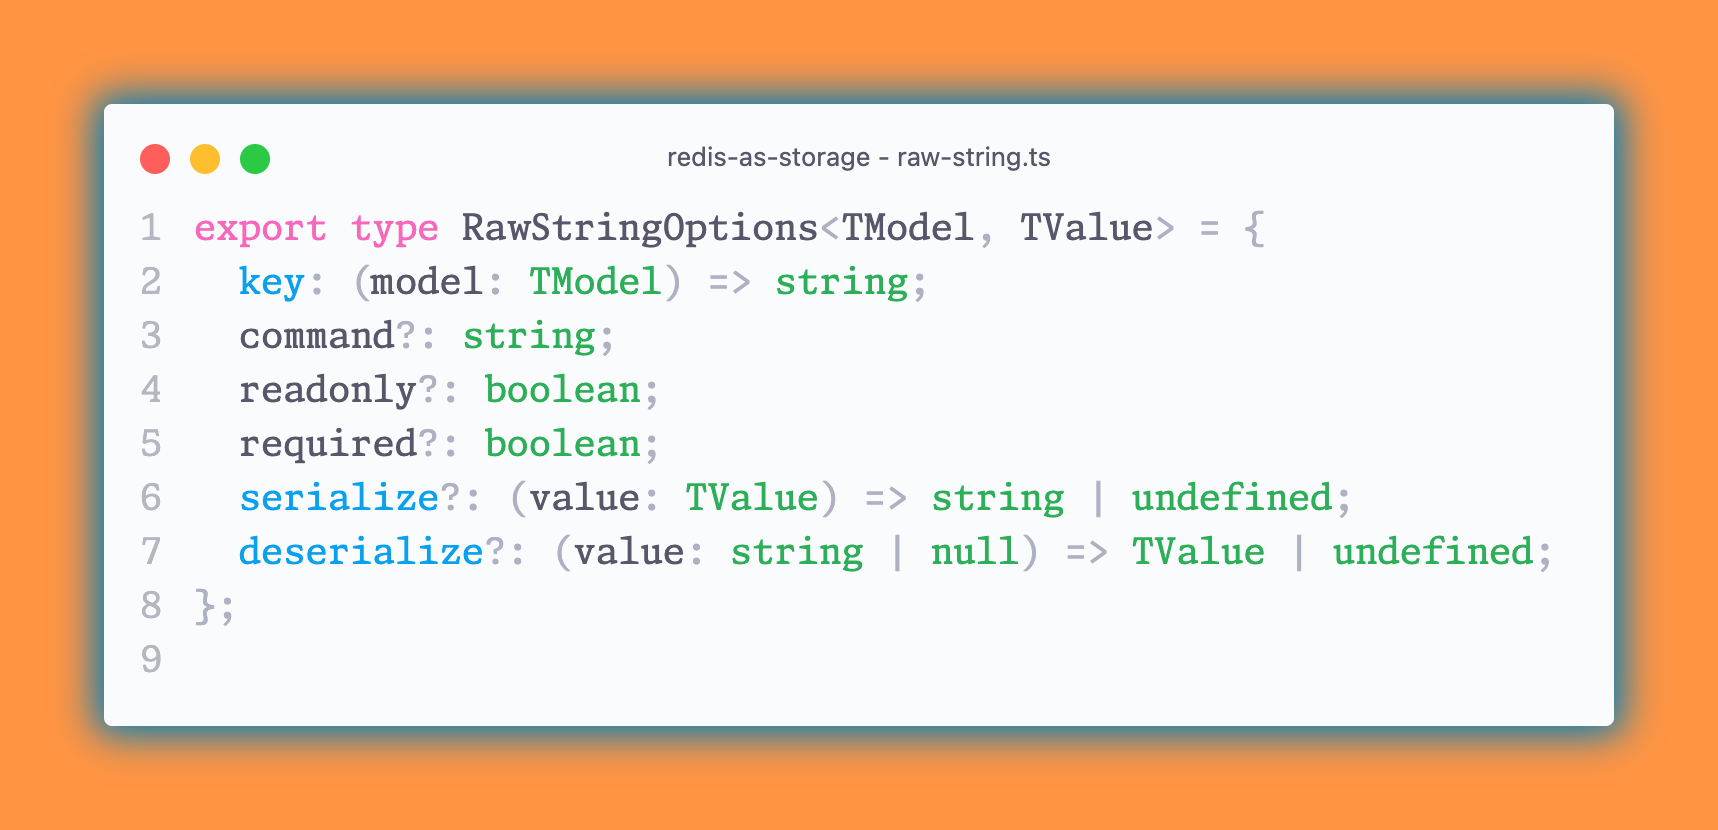 redis-as-storage - raw-string.ts
1 export type RawStringOptions<TModel, TValue> = {
2   key: (model: TModel) => string;
3   command?: string;
4   readonly?: boolean;
5   required?: boolean;
6   serialize?: (value: TValue) => string | undefined;
7   deserialize?: (value: string | null) => TValue | undefined;
8 };
9